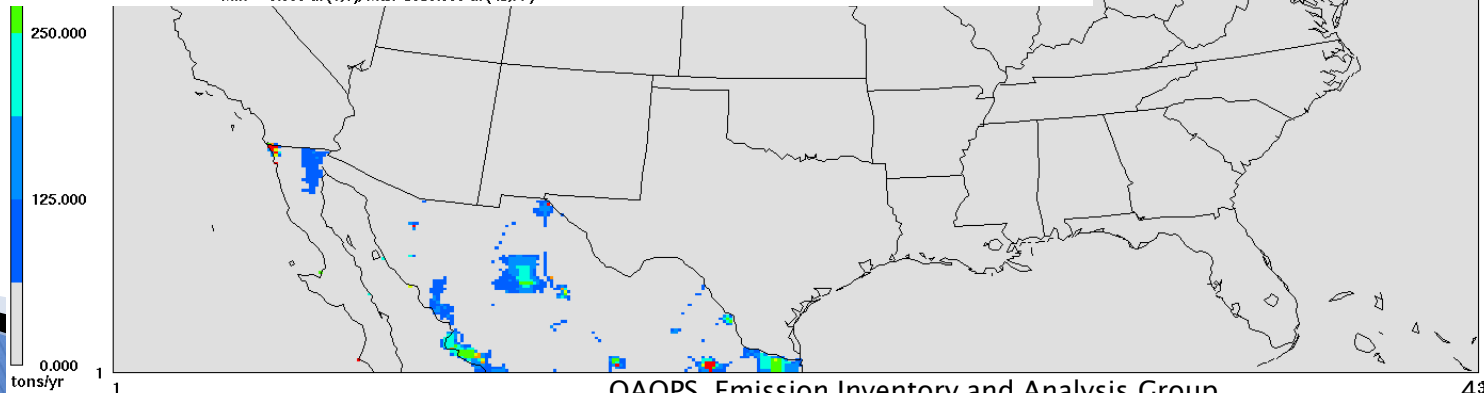 250.000
125.000
0.000
tons/yr
1
1
OAQPS, Emission Inventory and Analysis Group